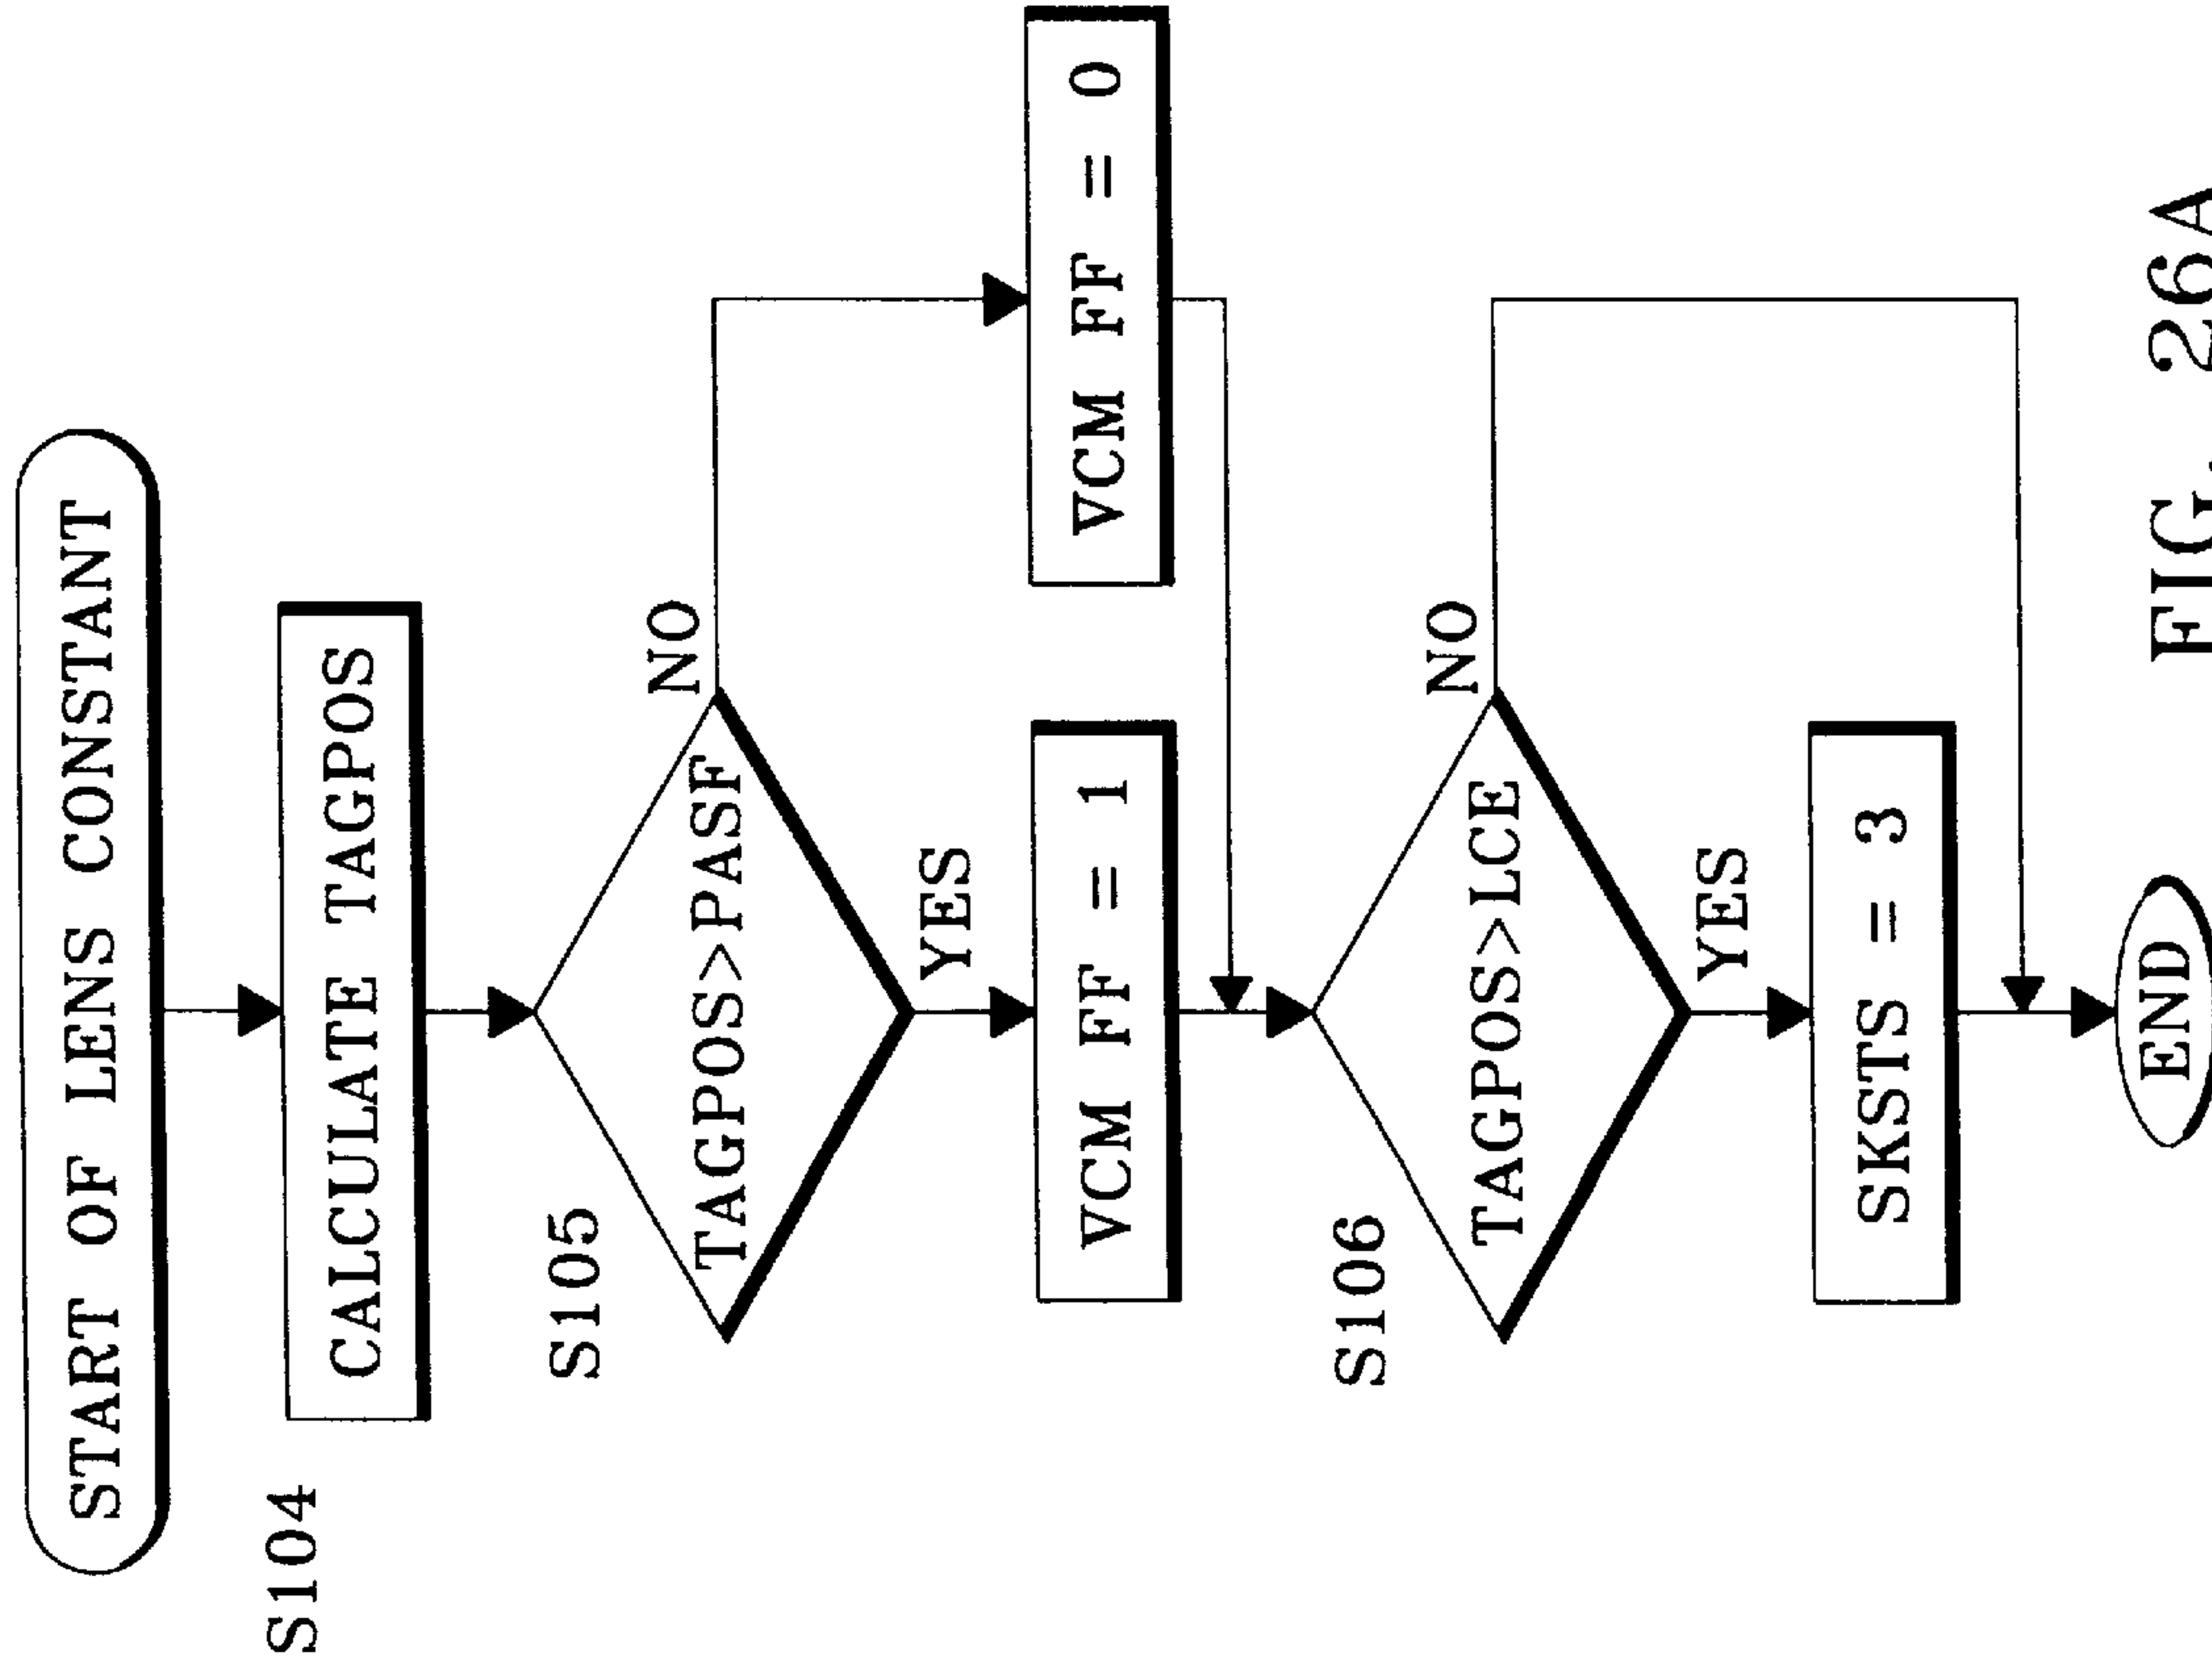 START OF LENS CONSTANT
S104
CALCULATE TAGPOS
S105
TAGPOS>PASF
NO
YES
VCM FF = 1
VCM FF = 0
S106
TAGPOS>LCE
NO
YES
SKSTS = 3
END
FIG. 26A